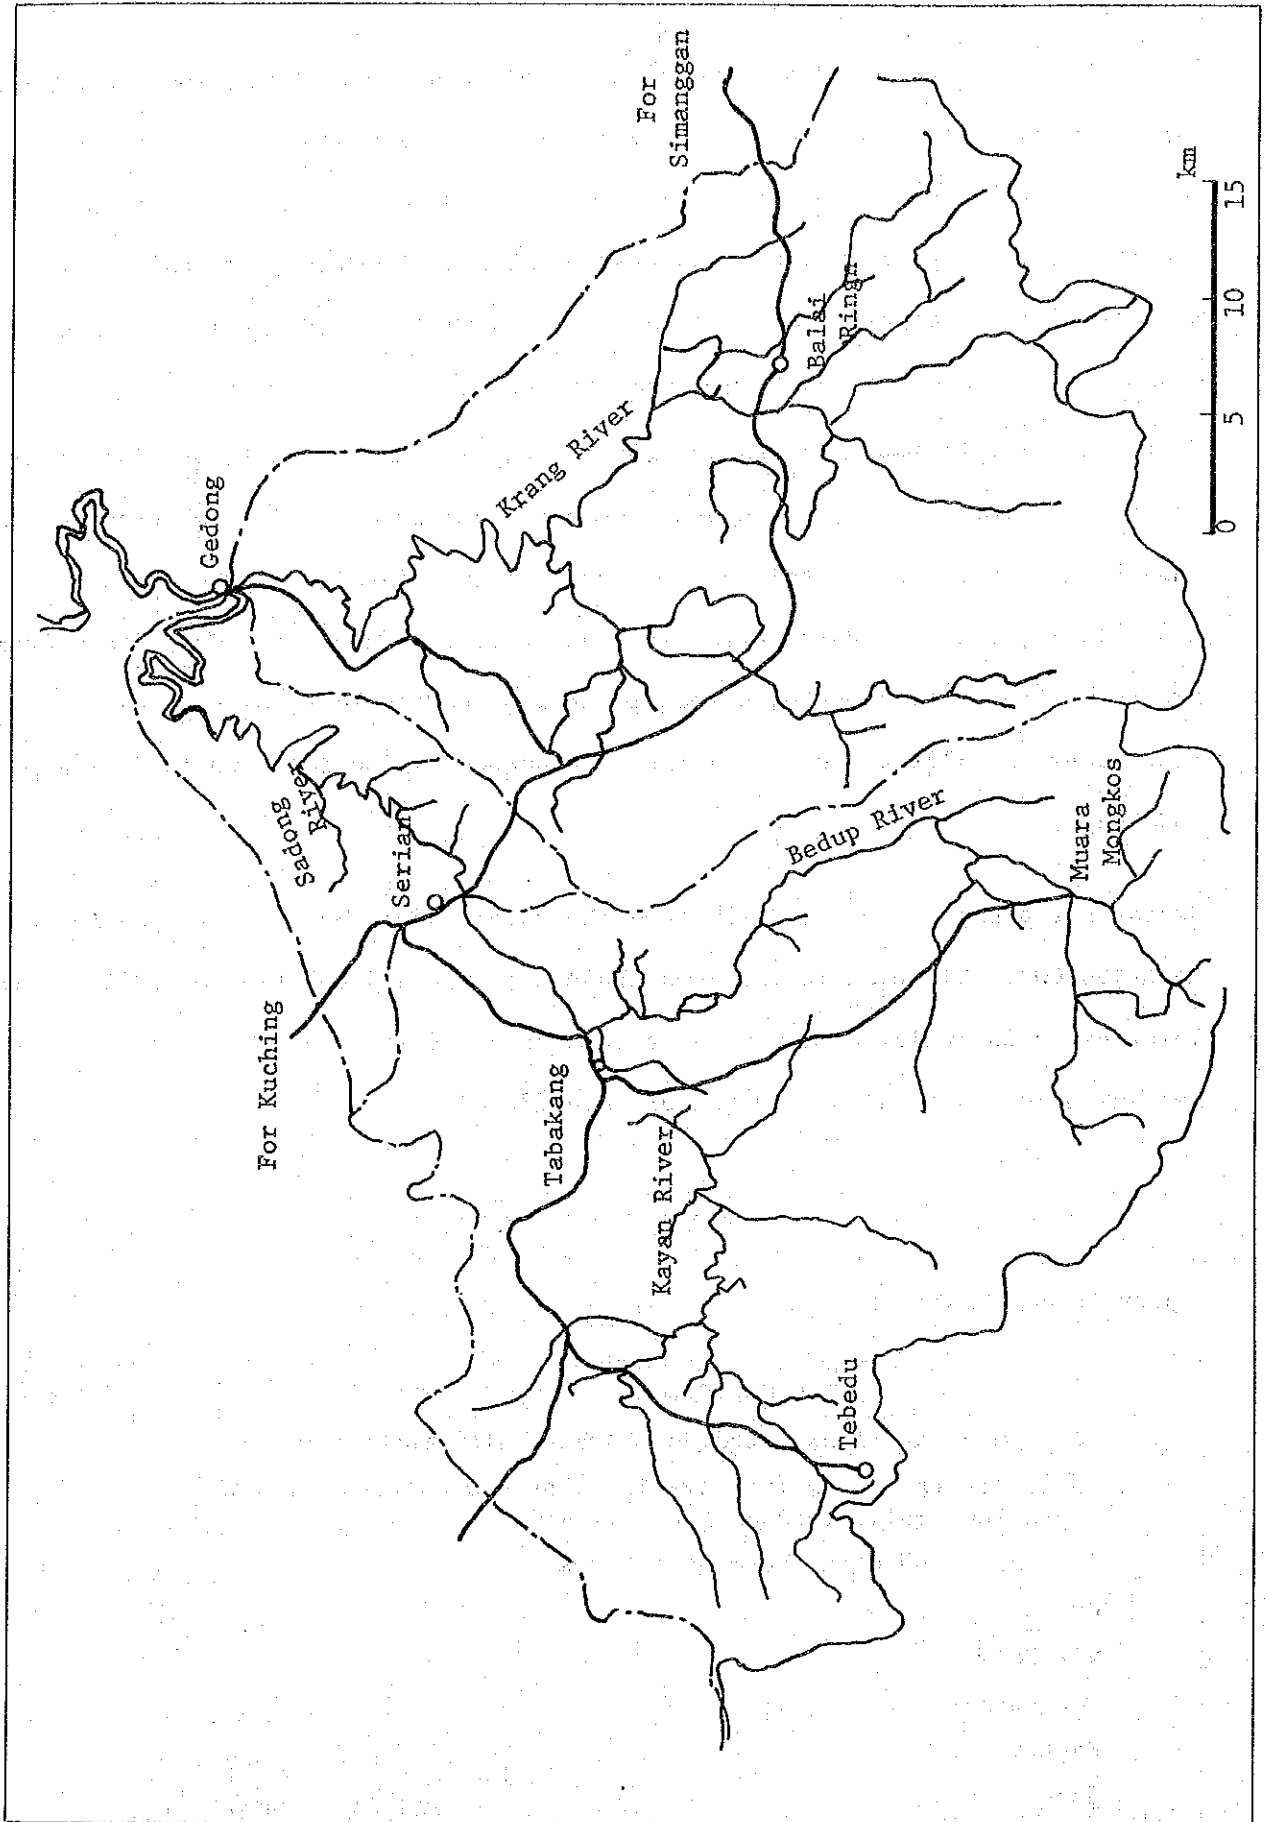 Gedong
For Kuching
Sadong
River
Serian
Krang River
Tabakang
For
Simanggan
Kayan River
Balai
Ringn
Tebedu
Bedup River
Muara
Mongkos
km
0 5 10 15